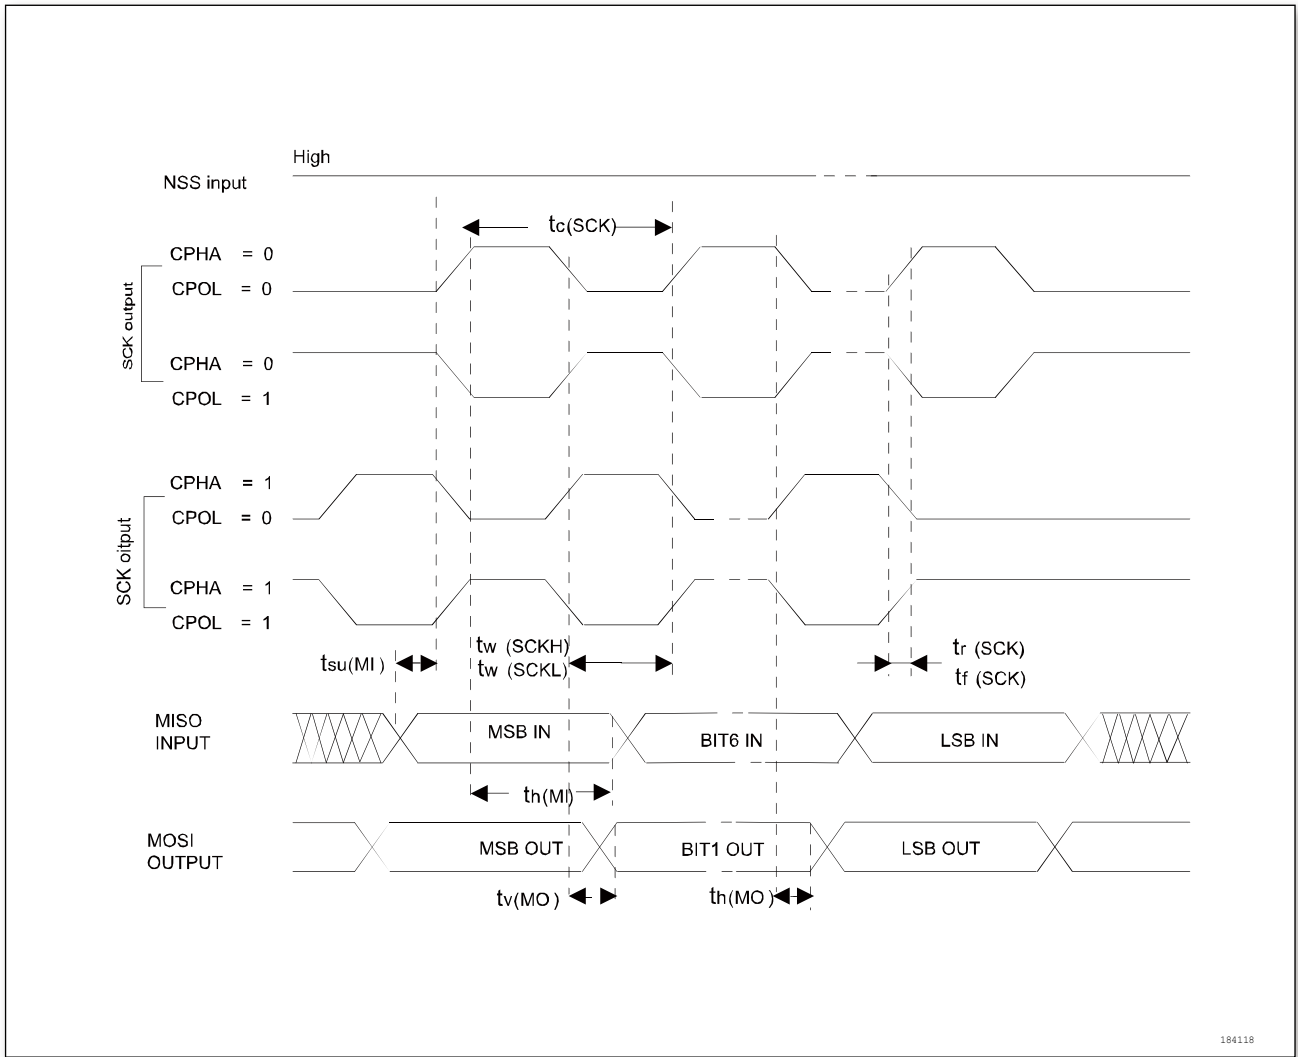 High
NSS input
tc(SCK)
CPHA = 0
CPOL = 0
SCK output
CPHA = 0
CPOL = 1
CPHA = 1
CPOL = 0
SCK oitput
CPHA = 1
CPOL = 1
tsu(MI )
tw (SCKH)
tw (SCKL)
tr (SCK)
tf (SCK)
MISO
INPUT
MSB IN
BIT6 IN
LSB IN
th(MI)
MOSI
OUTPUT
MSB OUT
BIT1 OUT
LSB OUT
tv(MO )
th(MO )
184118